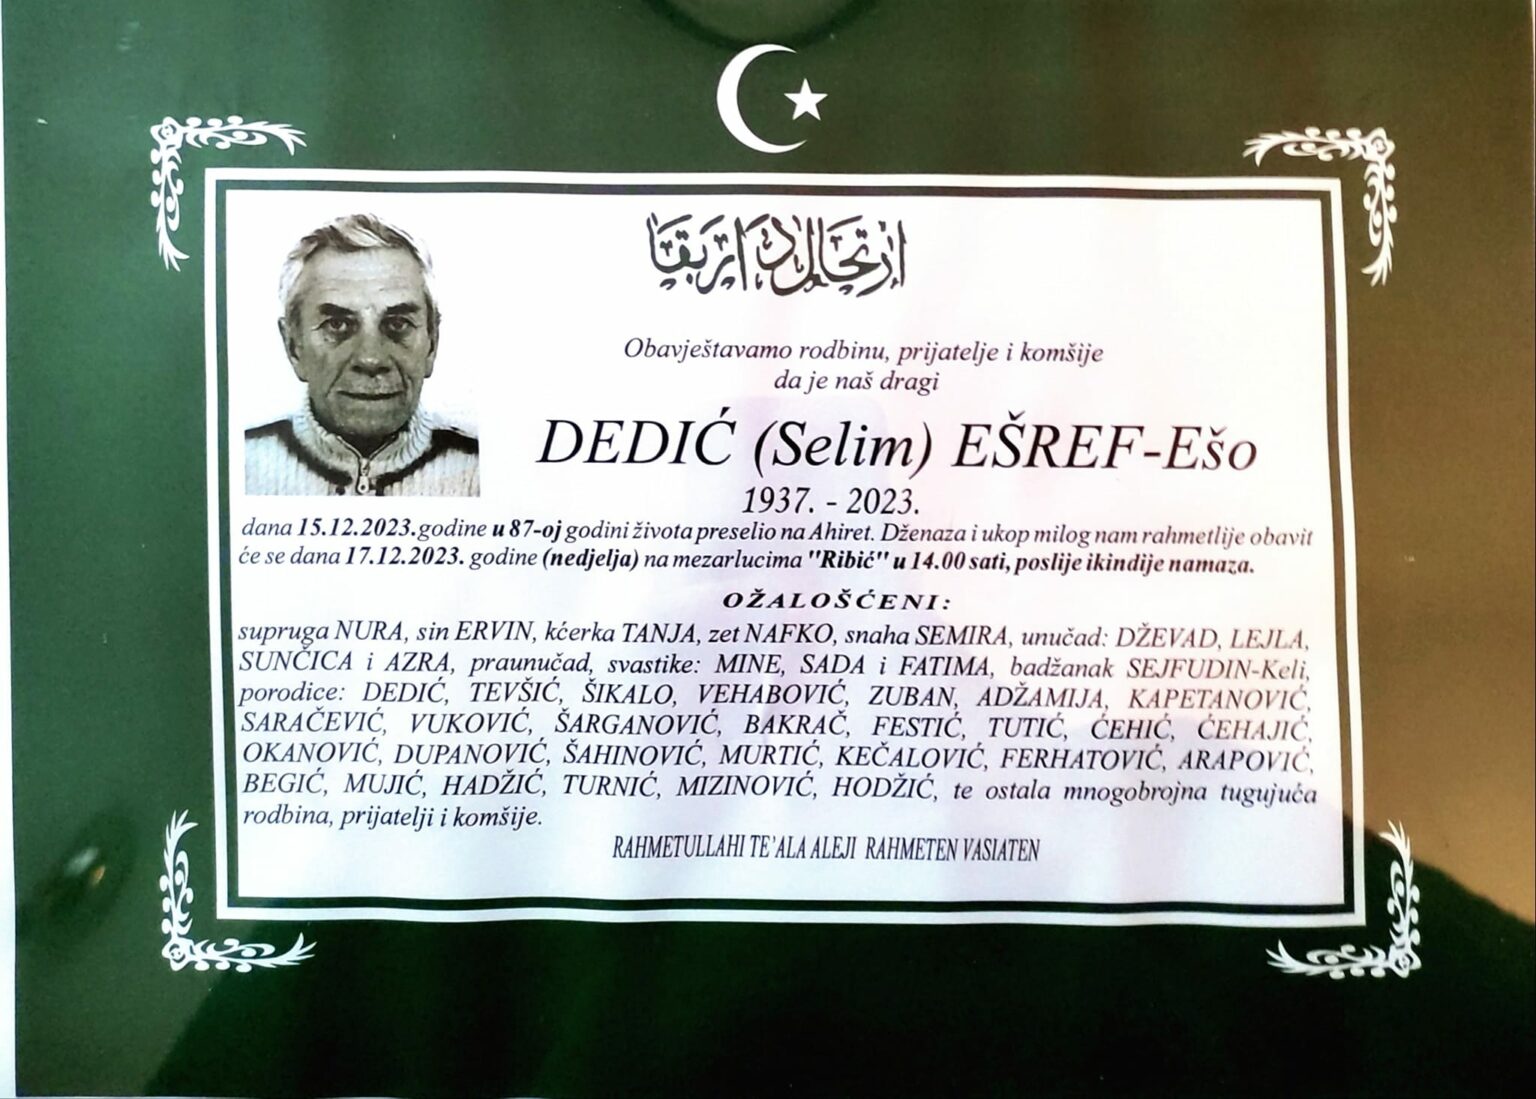 ارتحال دار بقا
Obavještavamo rodbinu, prijatelje i komšije
da je naš dragi
DEDIĆ (Selim) EŠREF-Ešo
1937. - 2023.
dana 15.12.2023.godine u 87-oj godini života preselio na Ahiret. Dženaza i ukop milog nam rahmetlije obavit
će se dana 17.12.2023. godine (nedjelja) na mezarlucima "Ribić" u 14.00 sati, poslije ikindije namaza.
OŽALOŠĆENI:
supruga NURA, sin ERVIN, kćerka TANJA, zet NAFKO, snaha SEMIRA, unučad: DŽEVAD, LEJLA,
SUNČICA i AZRA, praunučad, svastike: MINE, SADA i FATIMA, badžanak SEJFUDIN-Keli,
porodice: DEDIĆ, TEVŠIĆ, ŠIKALO, VEHABOVIĆ, ZUBAN, ADŽAMIJA, KAPETANOVIĆ,
SARAČEVIĆ, VUKOVIĆ, ŠARGANOVIĆ, BAKRAČ, FESTIĆ, TUTIĆ, ĆEHIĆ, ĆEHAJIĆ,
OKANOVIĆ, DUPANOVIĆ, ŠAHINOVIĆ, MURTIĆ, KEČALOVIĆ, FERHATOVIĆ, ARAPOVIĆ,
BEGIĆ, MUJIĆ, HADŽIĆ, TURNIĆ, MIZINOVIĆ, HODŽIĆ, te ostala mnogobrojna tugujuća
rodbina, prijatelji i komšije.
RAHMETULLAHI TE'ALA ALEJI RAHMETEN VASIATEN